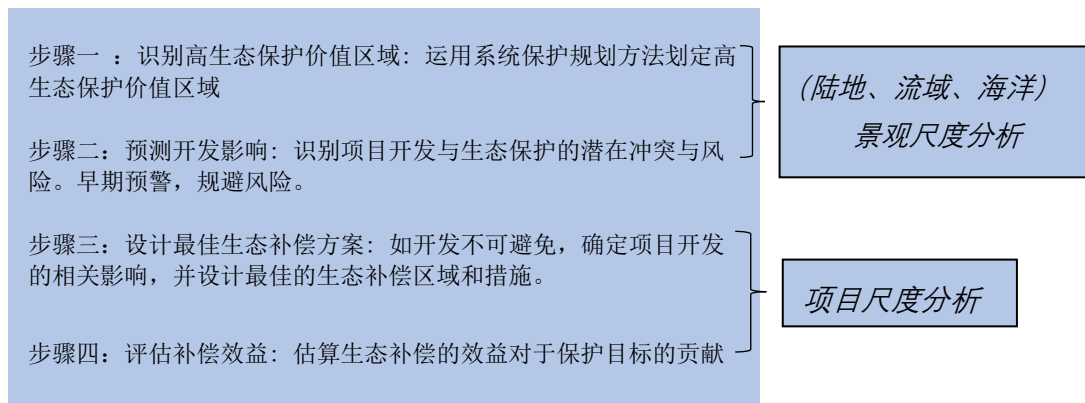 步骤一 ：识别高生态保护价值区域：运用系统保护规划方法划定高
生态保护价值区域
步骤二：预测开发影响：识别项目开发与生态保护的潜在冲突与风
险。早期预警，规避风险。
（陆地、流域、海洋）
景观尺度分析
步骤三：设计最佳生态补偿方案：如开发不可避免，确定项目开发
的相关影响，并设计最佳的生态补偿区域和措施。
步骤四：评估补偿效益：估算生态补偿的效益对于保护目标的贡献
项目尺度分析